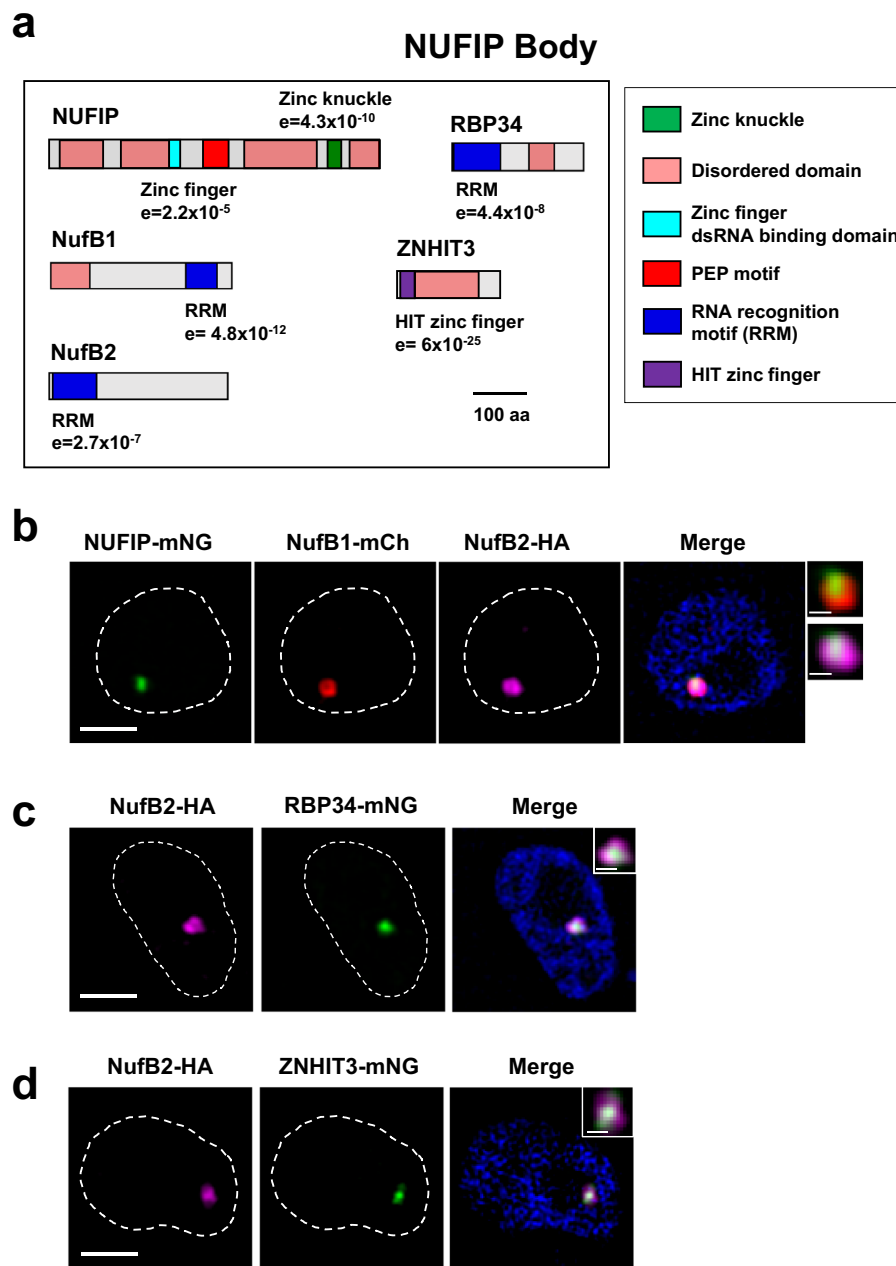 a
NUFIP Body
NUFIP
Zinc knuckle
e=4.3x10-10
Zinc finger
e=2.2x10-5
RBP34
RRM
e=4.4x10-8
NufB1
RRM
e= 4.8x10-12
ZNHIT3
HIT zinc finger
e= 6x10-25
NufB2
RRM
e=2.7x10-7
100 aa
Zinc knuckle
Disordered domain
Zinc finger
dsRNA binding domain
PEP motif
RNA recognition
motif (RRM)
HIT zinc finger
b
NUFIP-mNG NufB1-mCh NufB2-HA Merge
c
NufB2-HA RBP34-mNG Merge
d
NufB2-HA ZNHIT3-mNG Merge